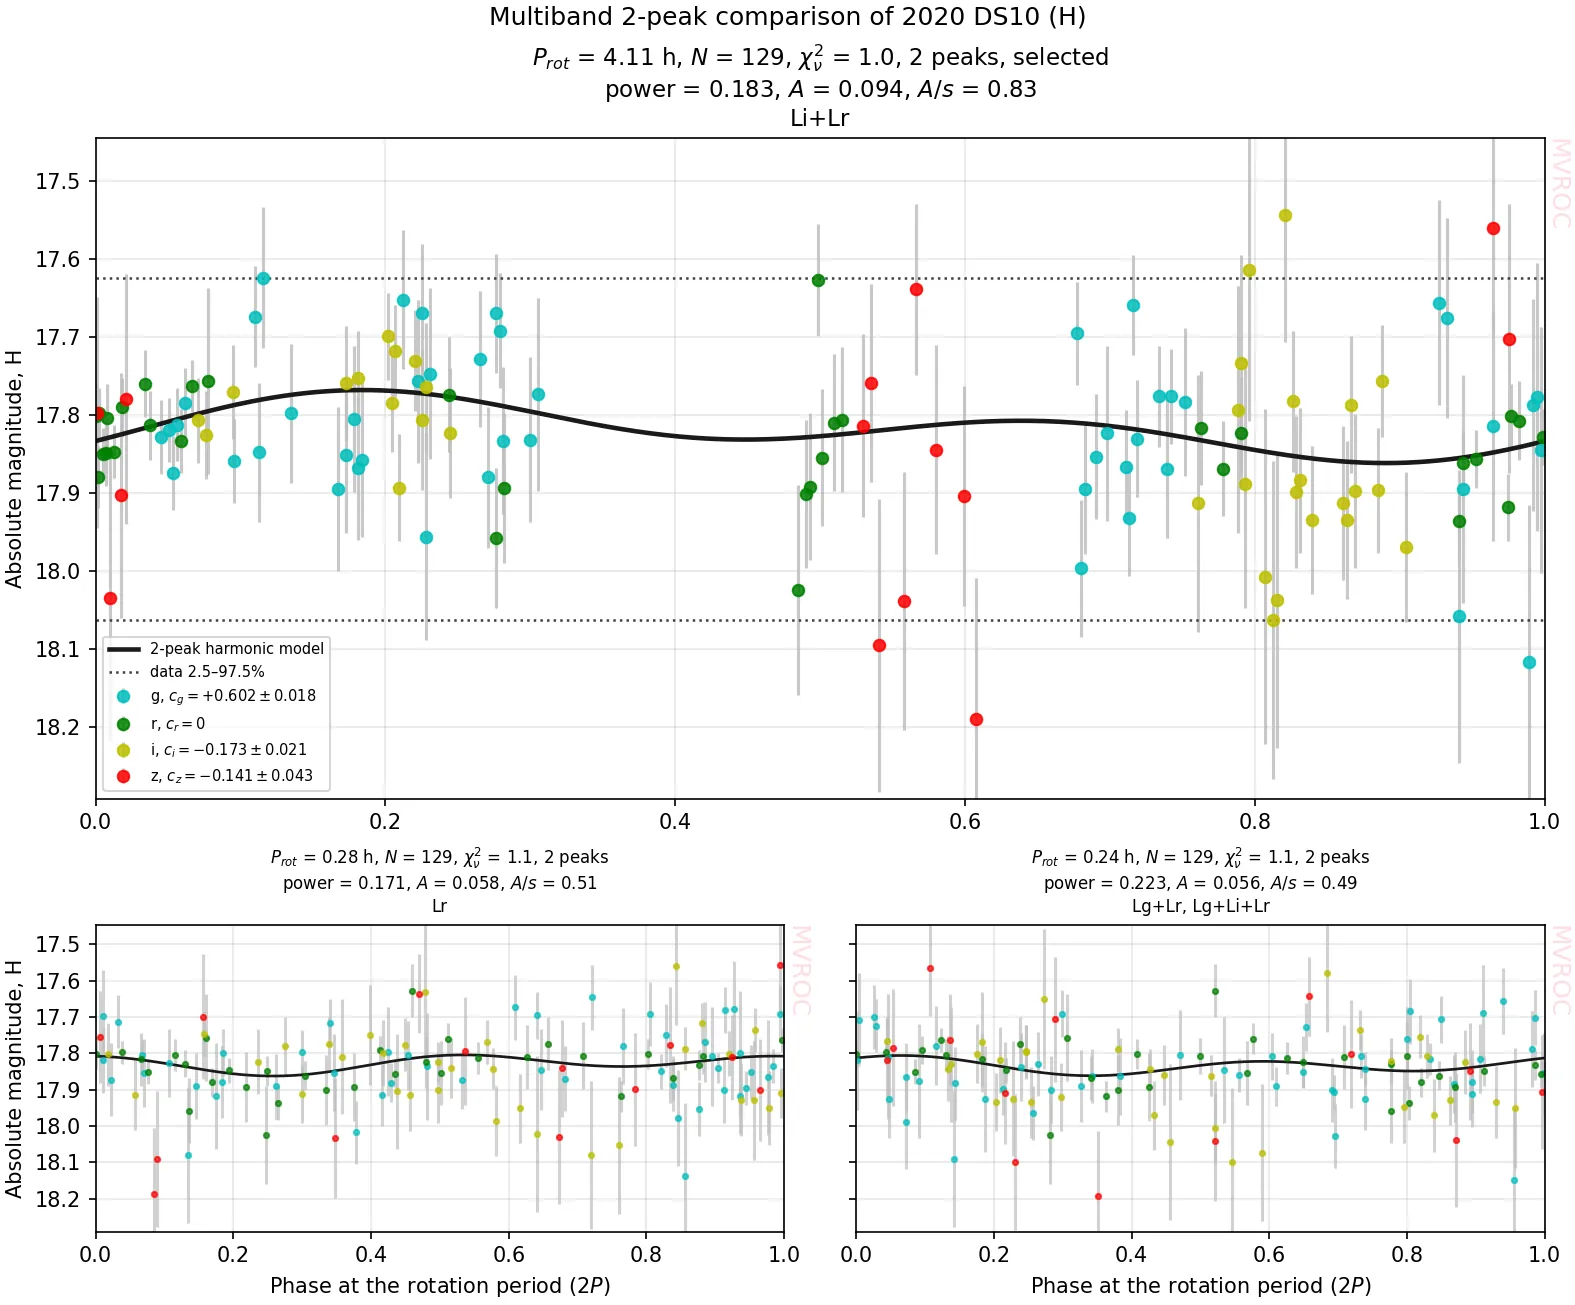 Multiband 2-peak comparison of 2020 DS10 (H)
P_rot = 4.11 h, N = 129, χ²_ν = 1.0, 2 peaks, selected
power = 0.183, A = 0.094, A/s = 0.83
Li+Lr
MVROC
Absolute magnitude, H
17.5
17.6
17.7
17.8
17.9
18.0
18.1
18.2
2-peak harmonic model
data 2.5–97.5%
g, c_g = +0.602 ± 0.018
r, c_r = 0
i, c_i = −0.173 ± 0.021
z, c_z = −0.141 ± 0.043
0.0 0.2 0.4 0.6 0.8 1.0
P_rot = 0.28 h, N = 129, χ²_ν = 1.1, 2 peaks
power = 0.171, A = 0.058, A/s = 0.51
Lr
MVROC
Absolute magnitude, H
17.5
17.6
17.7
17.8
17.9
18.0
18.1
18.2
0.0 0.2 0.4 0.6 0.8 1.0
Phase at the rotation period (2P)
P_rot = 0.24 h, N = 129, χ²_ν = 1.1, 2 peaks
power = 0.223, A = 0.056, A/s = 0.49
Lg+Lr, Lg+Li+Lr
MVROC
0.0 0.2 0.4 0.6 0.8 1.0
Phase at the rotation period (2P)